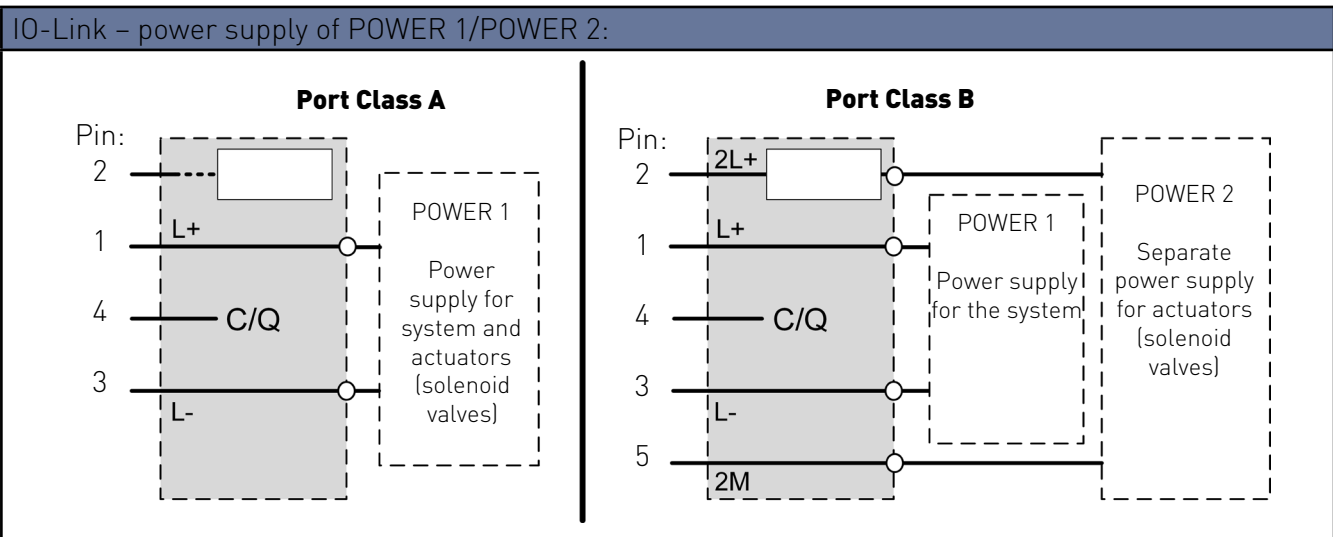 IO-Link – power supply of POWER 1/POWER 2:
Port Class A
Pin:
2
1
L+
4
C/Q
3
L-
POWER 1
Power
supply for
system and
actuators
(solenoid
valves)
Port Class B
Pin:
2
2L+
1
L+
4
C/Q
3
L-
5
2M
POWER 1
Power supply
for the system
POWER 2
Separate
power supply
for actuators
(solenoid
valves)